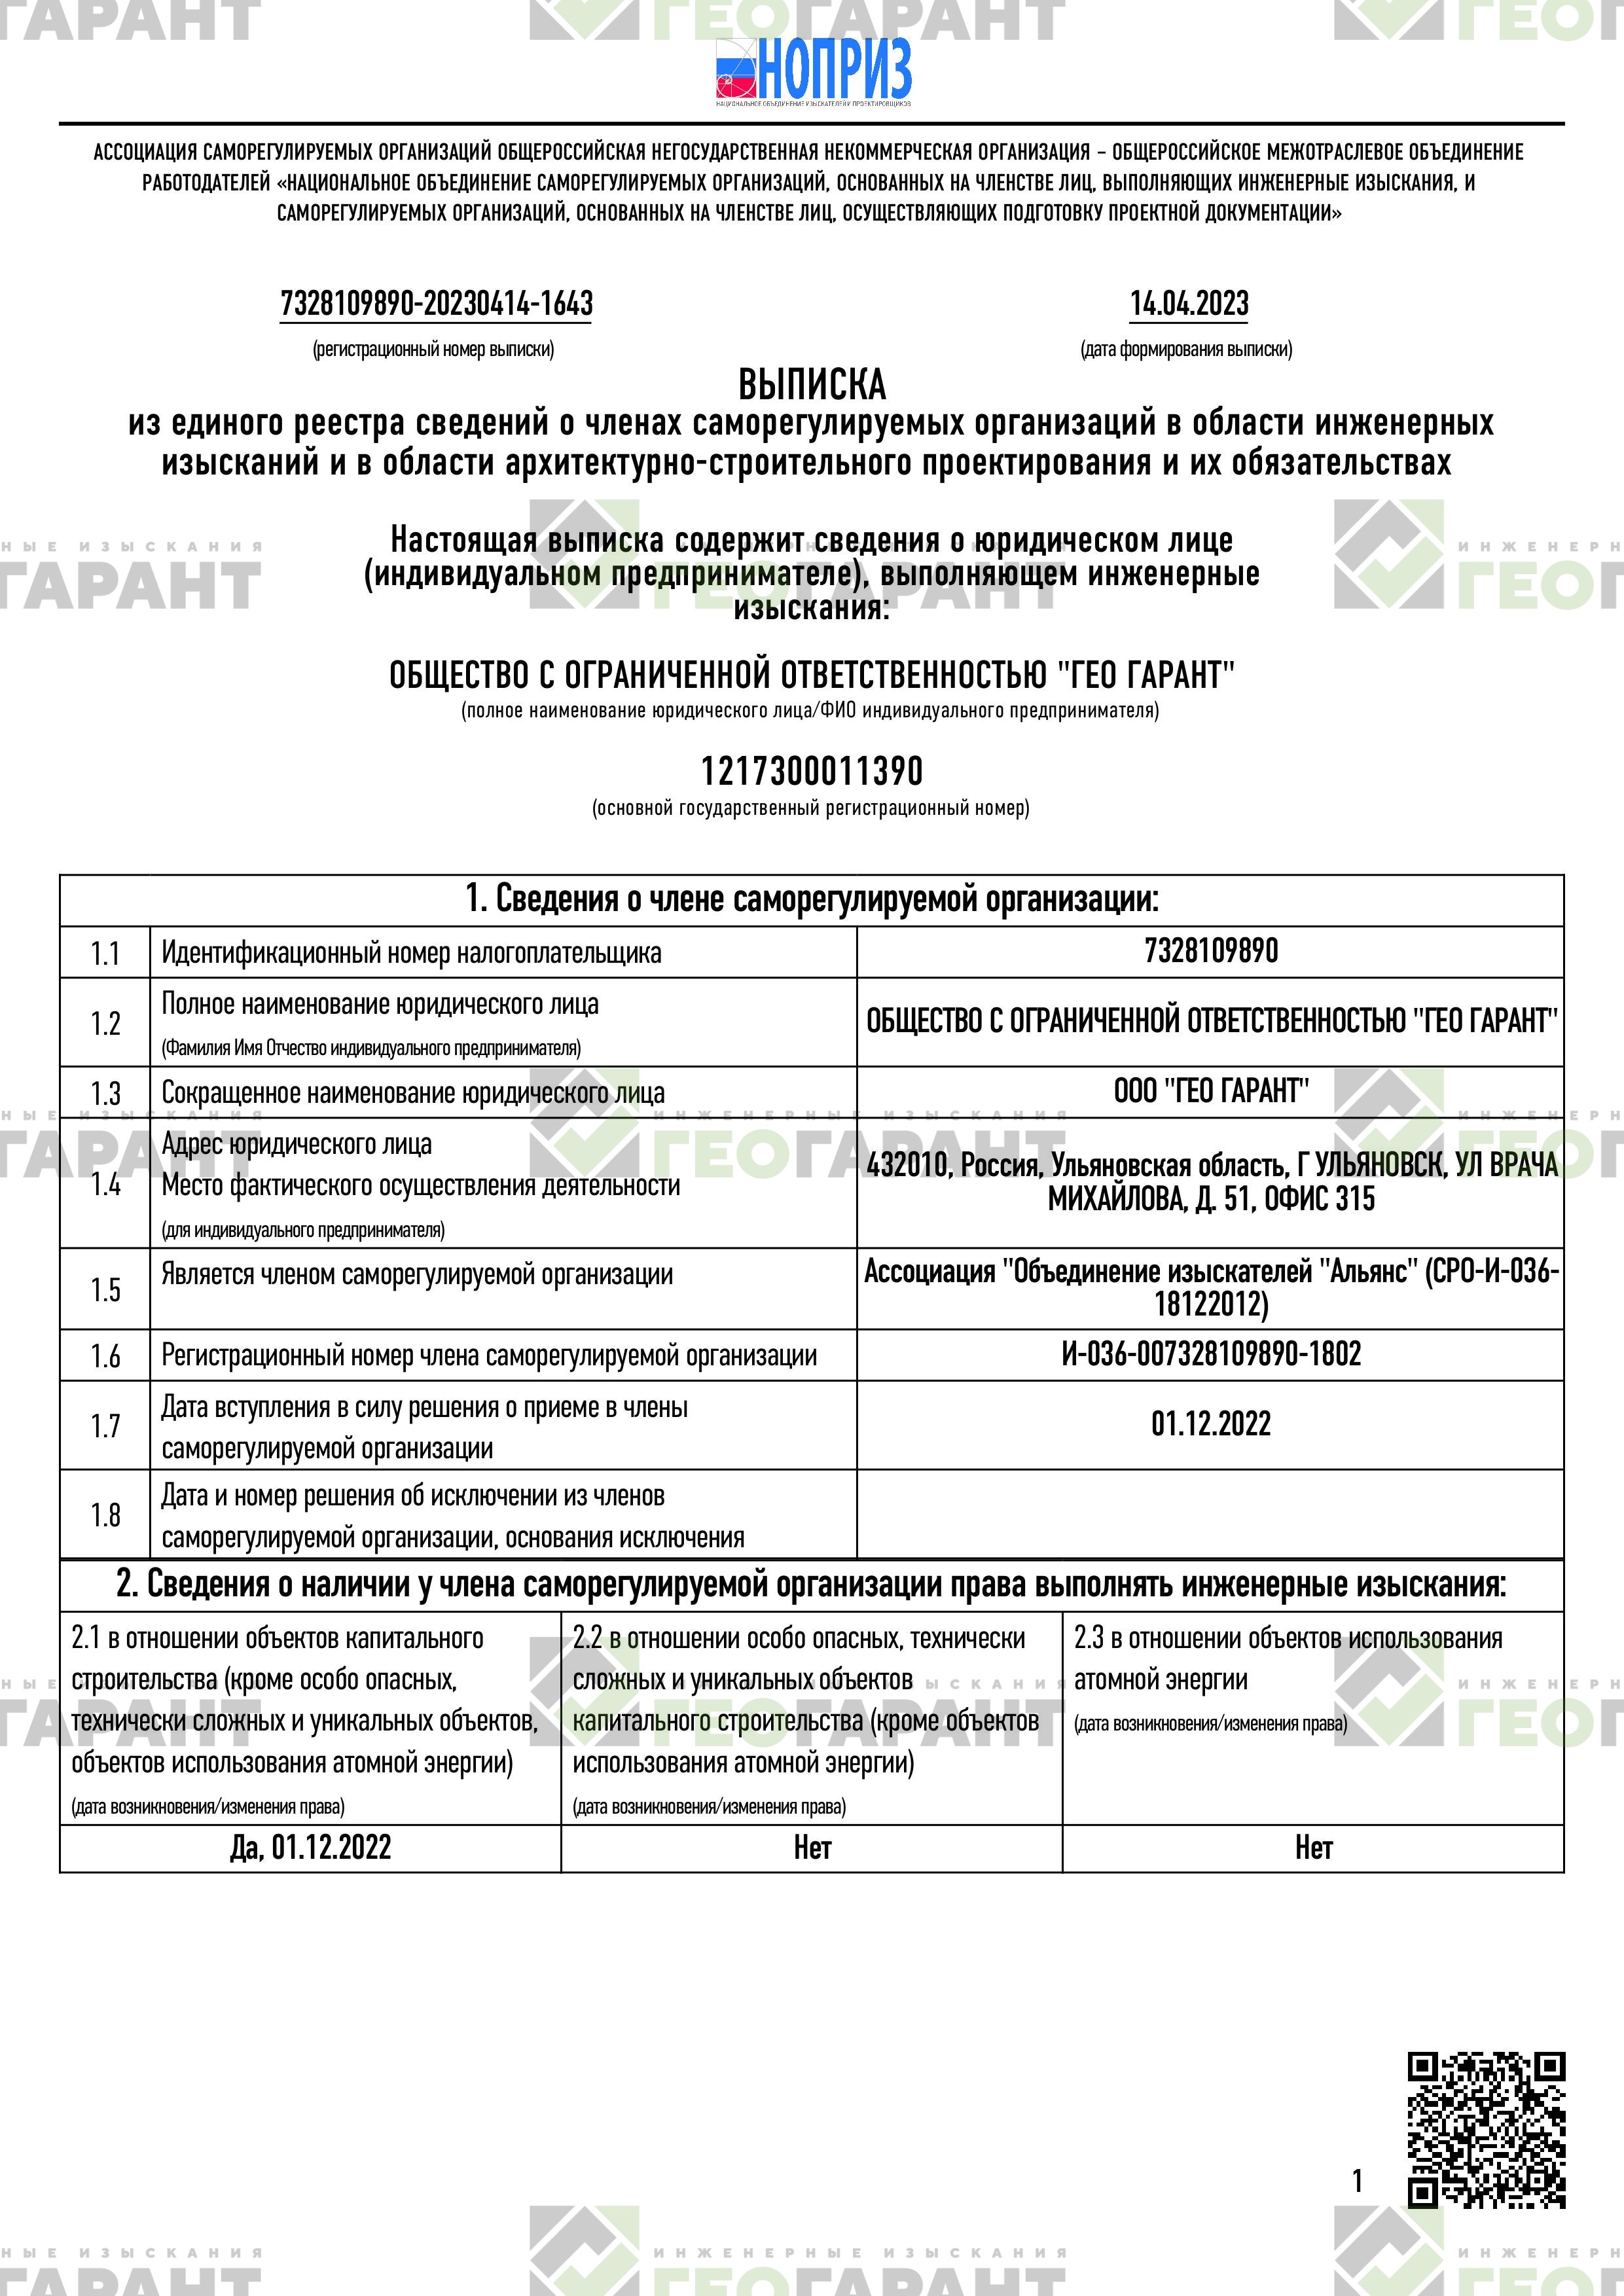 НОПРИЗ
НАЦИОНАЛЬНОЕ ОБЪЕДИНЕНИЕ ИЗЫСКАТЕЛЕЙ И ПРОЕКТИРОВЩИКОВ
АССОЦИАЦИЯ САМОРЕГУЛИРУЕМЫХ ОРГАНИЗАЦИЙ ОБЩЕРОССИЙСКАЯ НЕГОСУДАРСТВЕННАЯ НЕКОММЕРЧЕСКАЯ ОРГАНИЗАЦИЯ – ОБЩЕРОССИЙСКОЕ МЕЖОТРАСЛЕВОЕ ОБЪЕДИНЕНИЕ
РАБОТОДАТЕЛЕЙ «НАЦИОНАЛЬНОЕ ОБЪЕДИНЕНИЕ САМОРЕГУЛИРУЕМЫХ ОРГАНИЗАЦИЙ, ОСНОВАННЫХ НА ЧЛЕНСТВЕ ЛИЦ, ВЫПОЛНЯЮЩИХ ИНЖЕНЕРНЫЕ ИЗЫСКАНИЯ, И
САМОРЕГУЛИРУЕМЫХ ОРГАНИЗАЦИЙ, ОСНОВАННЫХ НА ЧЛЕНСТВЕ ЛИЦ, ОСУЩЕСТВЛЯЮЩИХ ПОДГОТОВКУ ПРОЕКТНОЙ ДОКУМЕНТАЦИИ»
7328109890-20230414-1643
14.04.2023
(регистрационный номер выписки)
(дата формирования выписки)
ВЫПИСКА
из единого реестра сведений о членах саморегулируемых организаций в области инженерных
изысканий и в области архитектурно-строительного проектирования и их обязательствах
Настоящая выписка содержит сведения о юридическом лице
(индивидуальном предпринимателе), выполняющем инженерные
изыскания:
ОБЩЕСТВО С ОГРАНИЧЕННОЙ ОТВЕТСТВЕННОСТЬЮ "ГЕО ГАРАНТ"
(полное наименование юридического лица/ФИО индивидуального предпринимателя)
1217300011390
(основной государственный регистрационный номер)
1. Сведения о члене саморегулируемой организации:
1.1 Идентификационный номер налогоплательщика 7328109890
1.2 Полное наименование юридического лица
(Фамилия Имя Отчество индивидуального предпринимателя)
ОБЩЕСТВО С ОГРАНИЧЕННОЙ ОТВЕТСТВЕННОСТЬЮ "ГЕО ГАРАНТ"
1.3 Сокращенное наименование юридического лица ООО "ГЕО ГАРАНТ"
1.4 Адрес юридического лица
Место фактического осуществления деятельности
(для индивидуального предпринимателя)
432010, Россия, Ульяновская область, Г УЛЬЯНОВСК, УЛ ВРАЧА
МИХАЙЛОВА, Д. 51, ОФИС 315
1.5 Является членом саморегулируемой организации
Ассоциация "Объединение изыскателей "Альянс" (СРО-И-036-
18122012)
1.6 Регистрационный номер члена саморегулируемой организации И-036-007328109890-1802
1.7 Дата вступления в силу решения о приеме в члены
саморегулируемой организации
01.12.2022
1.8 Дата и номер решения об исключении из членов
саморегулируемой организации, основания исключения
2. Сведения о наличии у члена саморегулируемой организации права выполнять инженерные изыскания:
2.1 в отношении объектов капитального
строительства (кроме особо опасных,
технически сложных и уникальных объектов,
объектов использования атомной энергии)
(дата возникновения/изменения права)
2.2 в отношении особо опасных, технически
сложных и уникальных объектов
капитального строительства (кроме объектов
использования атомной энергии)
(дата возникновения/изменения права)
2.3 в отношении объектов использования
атомной энергии
(дата возникновения/изменения права)
Да, 01.12.2022
Нет
Нет
1
ИНЖЕНЕРНЫЕ ИЗЫСКАНИЯ
ГЕОГАРАНТ